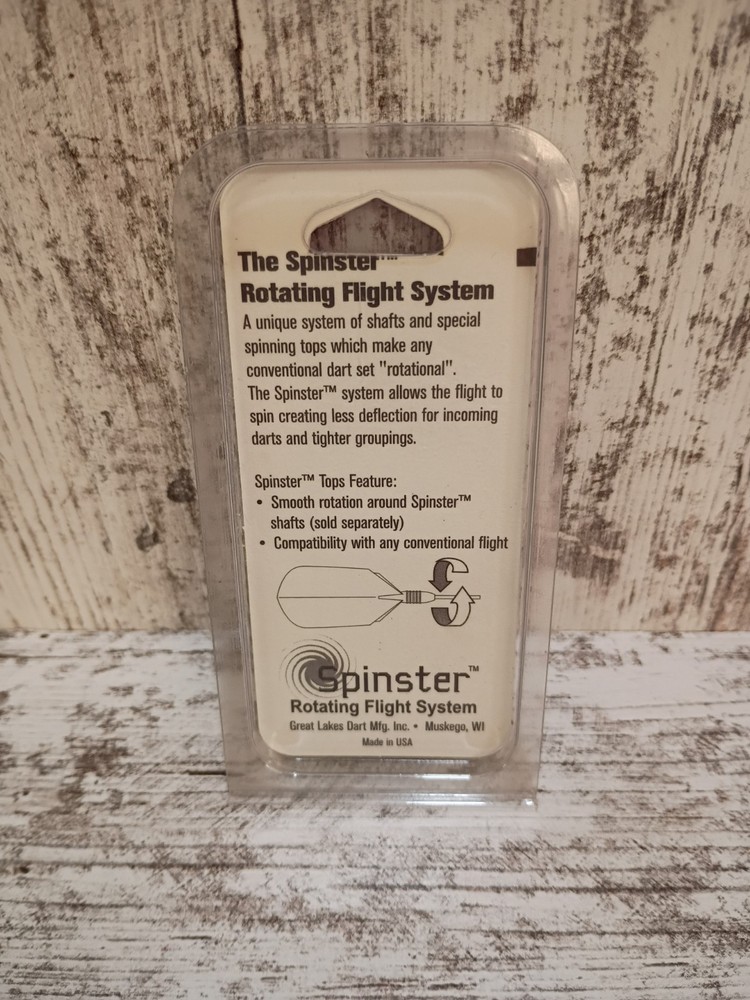 The Spinster™
Rotating Flight System
A unique system of shafts and special
spinning tops which make any
conventional dart set "rotational".
The Spinster™ system allows the flight to
spin creating less deflection for incoming
darts and tighter groupings.
Spinster™ Tops Feature:
• Smooth rotation around Spinster™
shafts (sold separately)
• Compatibility with any conventional flight
Spinster™
Rotating Flight System
Great Lakes Dart Mfg. Inc. • Muskego, WI
Made in USA